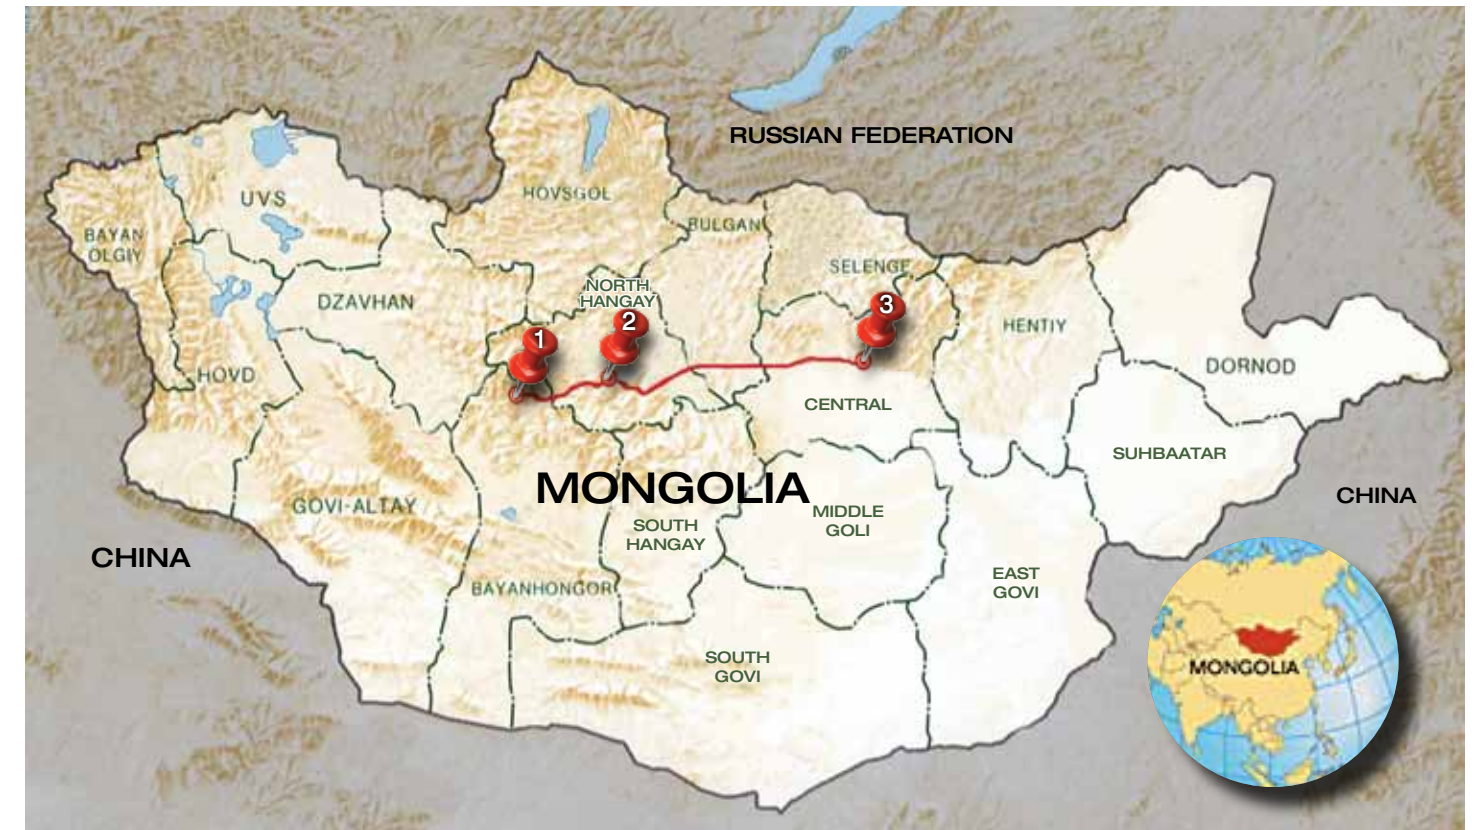 RUSSIAN FEDERATION
HOVSGOL
UVS
BULGAN
BAYAN
OLGIY
SELENGE
NORTH
HANGAY
DZAVHAN
3
2
1
HENTIY
DORNOD
HOVD
CENTRAL
SUHBAATAR
MONGOLIA
CHINA
GOVI-ALTAY
MIDDLE
GOLI
SOUTH
HANGAY
CHINA
EAST
GOVI
BAYANHONGOR
SOUTH
GOVI
MONGOLIA